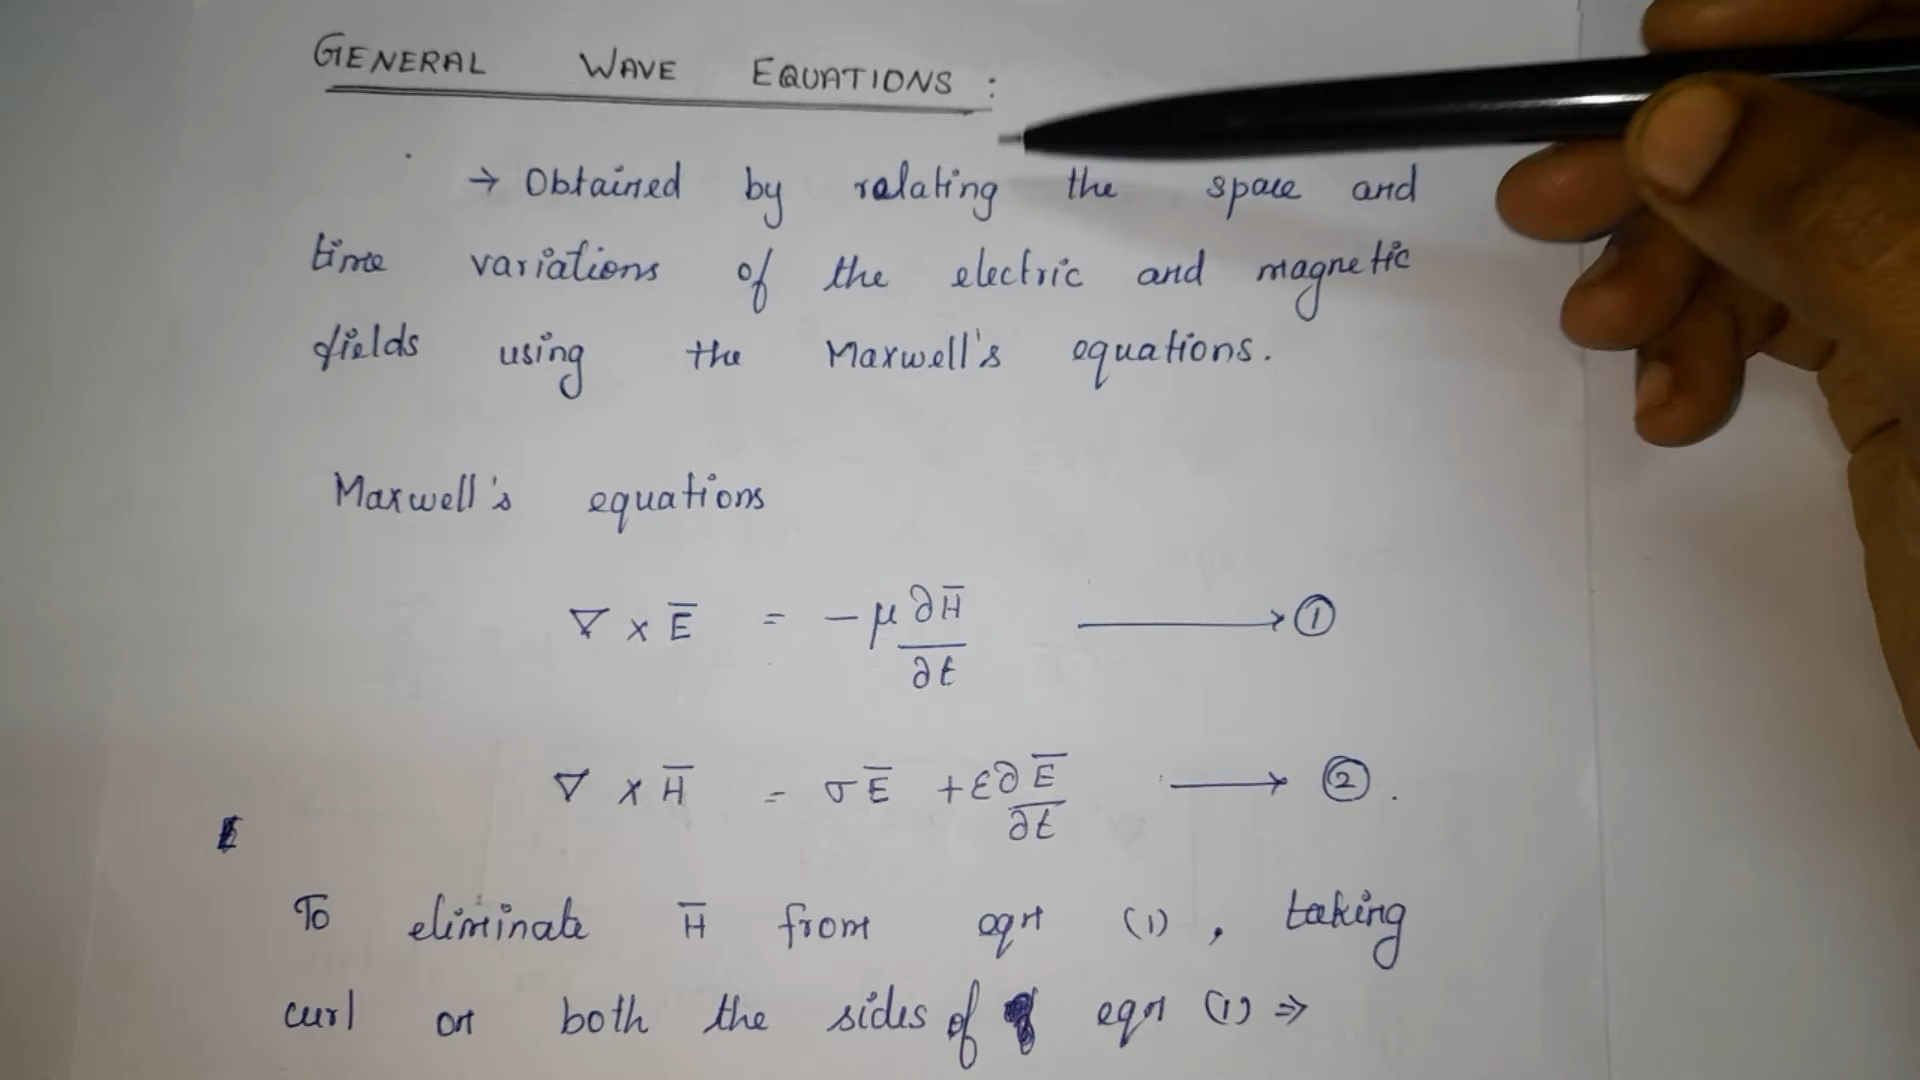 GENERAL WAVE EQUATIONS :
→ Obtained by relating the space and
time variations of the electric and magnetic
fields using the Maxwell's equations.
Maxwell's equations
∇ × E̅ = −μ ∂H̅/∂t ⟶ ①
∇ × H̅ = σE̅ + ε∂E̅/∂t ⟶ ② .
To eliminate H̅ from eqn (1) , taking
curl on both the sides of eqn (1) ⇒